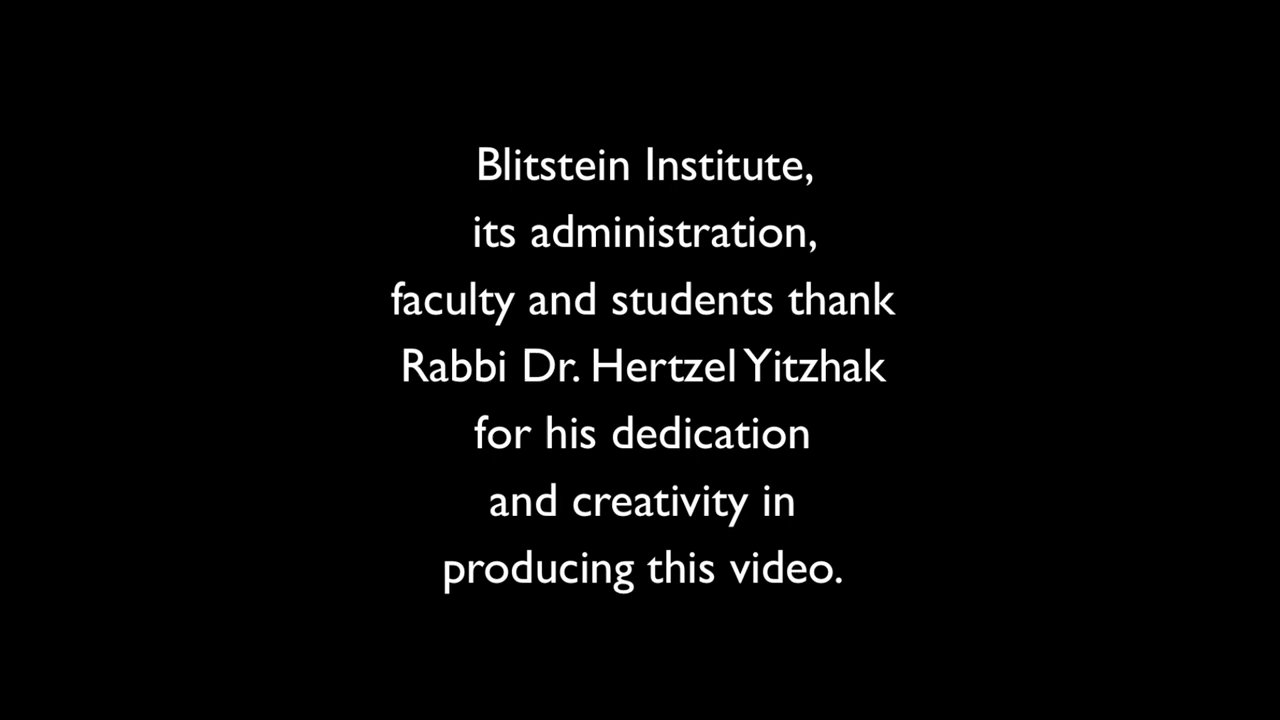 Blitstein Institute,
its administration,
faculty and students thank
Rabbi Dr. Hertzel Yitzhak
for his dedication
and creativity in
producing this video.